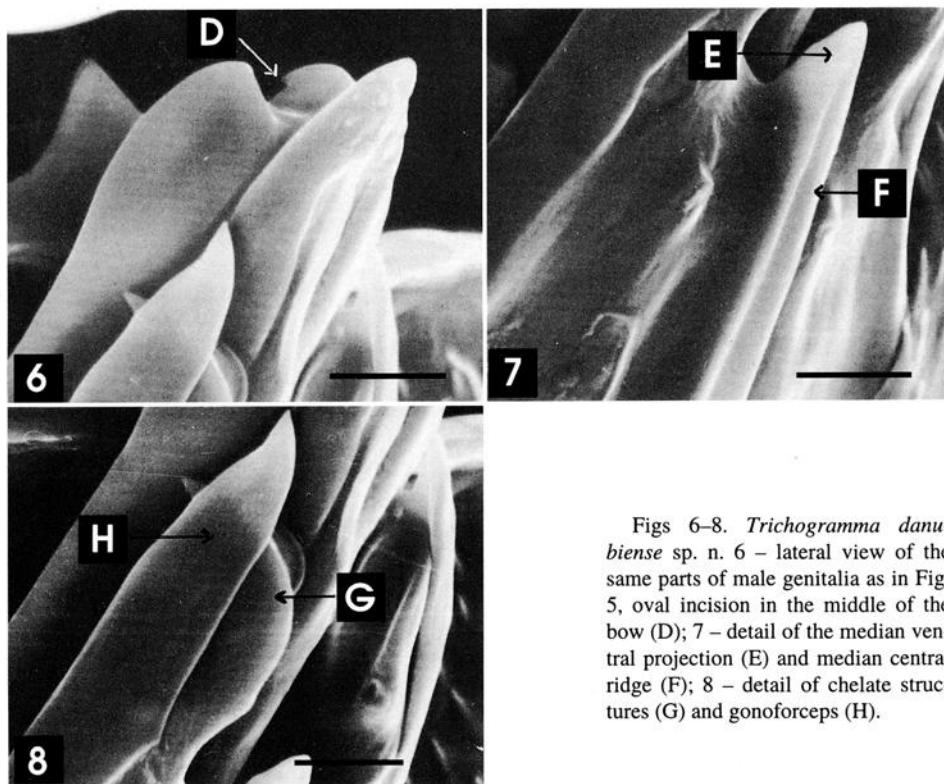 D
6
E
F
7
H
G
8
Figs 6–8. Trichogramma danu
biense sp. n. 6 – lateral view of the
same parts of male genitalia as in Fig
5, oval incision in the middle of the
bow (D); 7 – detail of the median ven
tral projection (E) and median centra
ridge (F); 8 – detail of chelate struc
tures (G) and gonoforceps (H).